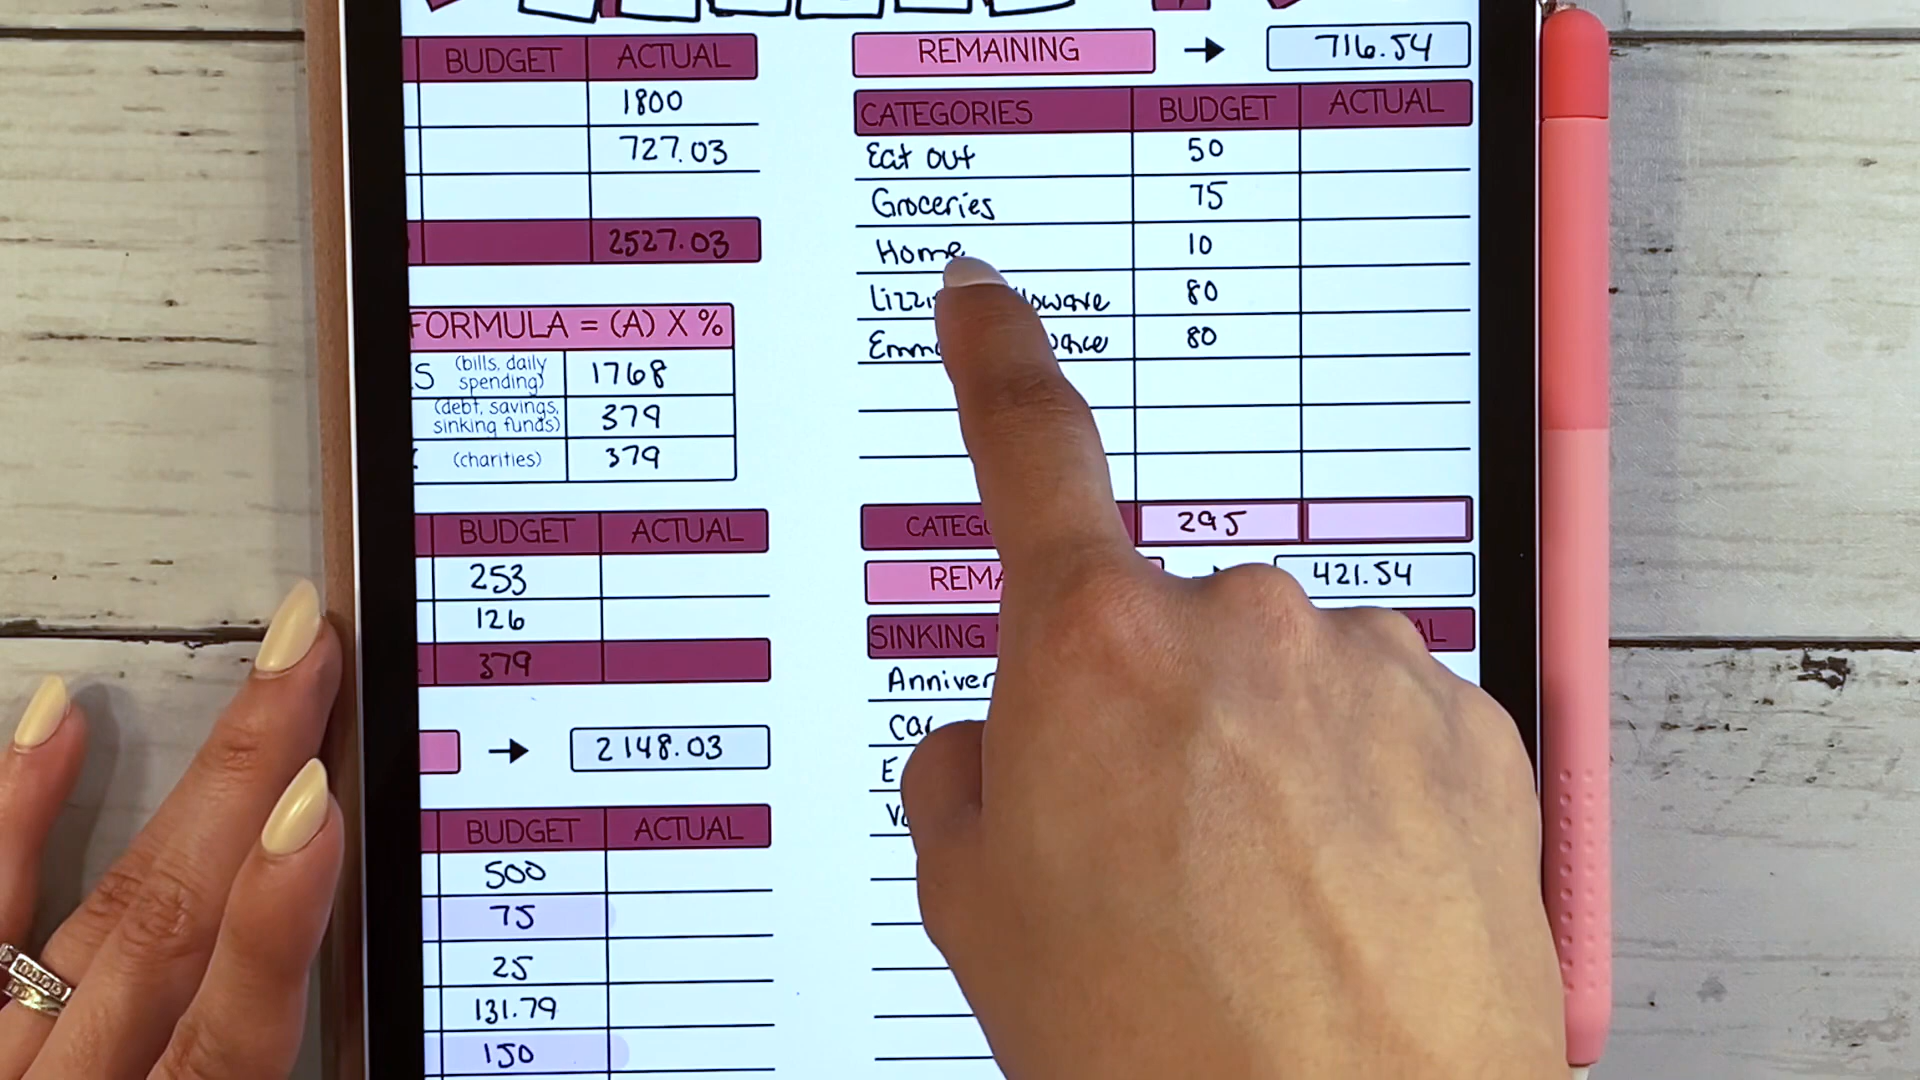 BUDGET ACTUAL
1800
727.03
2527.03
FORMULA = (A) X %
(bills, daily spending) 1768
(debt, savings, sinking funds) 379
(charities) 379
BUDGET ACTUAL
253
126
379
2148.03
BUDGET ACTUAL
500
75
25
131.79
150
REMAINING → 716.54
CATEGORIES BUDGET ACTUAL
Eat out 50
Groceries 75
Home 10
80
80
295
421.54
SINKING
Car